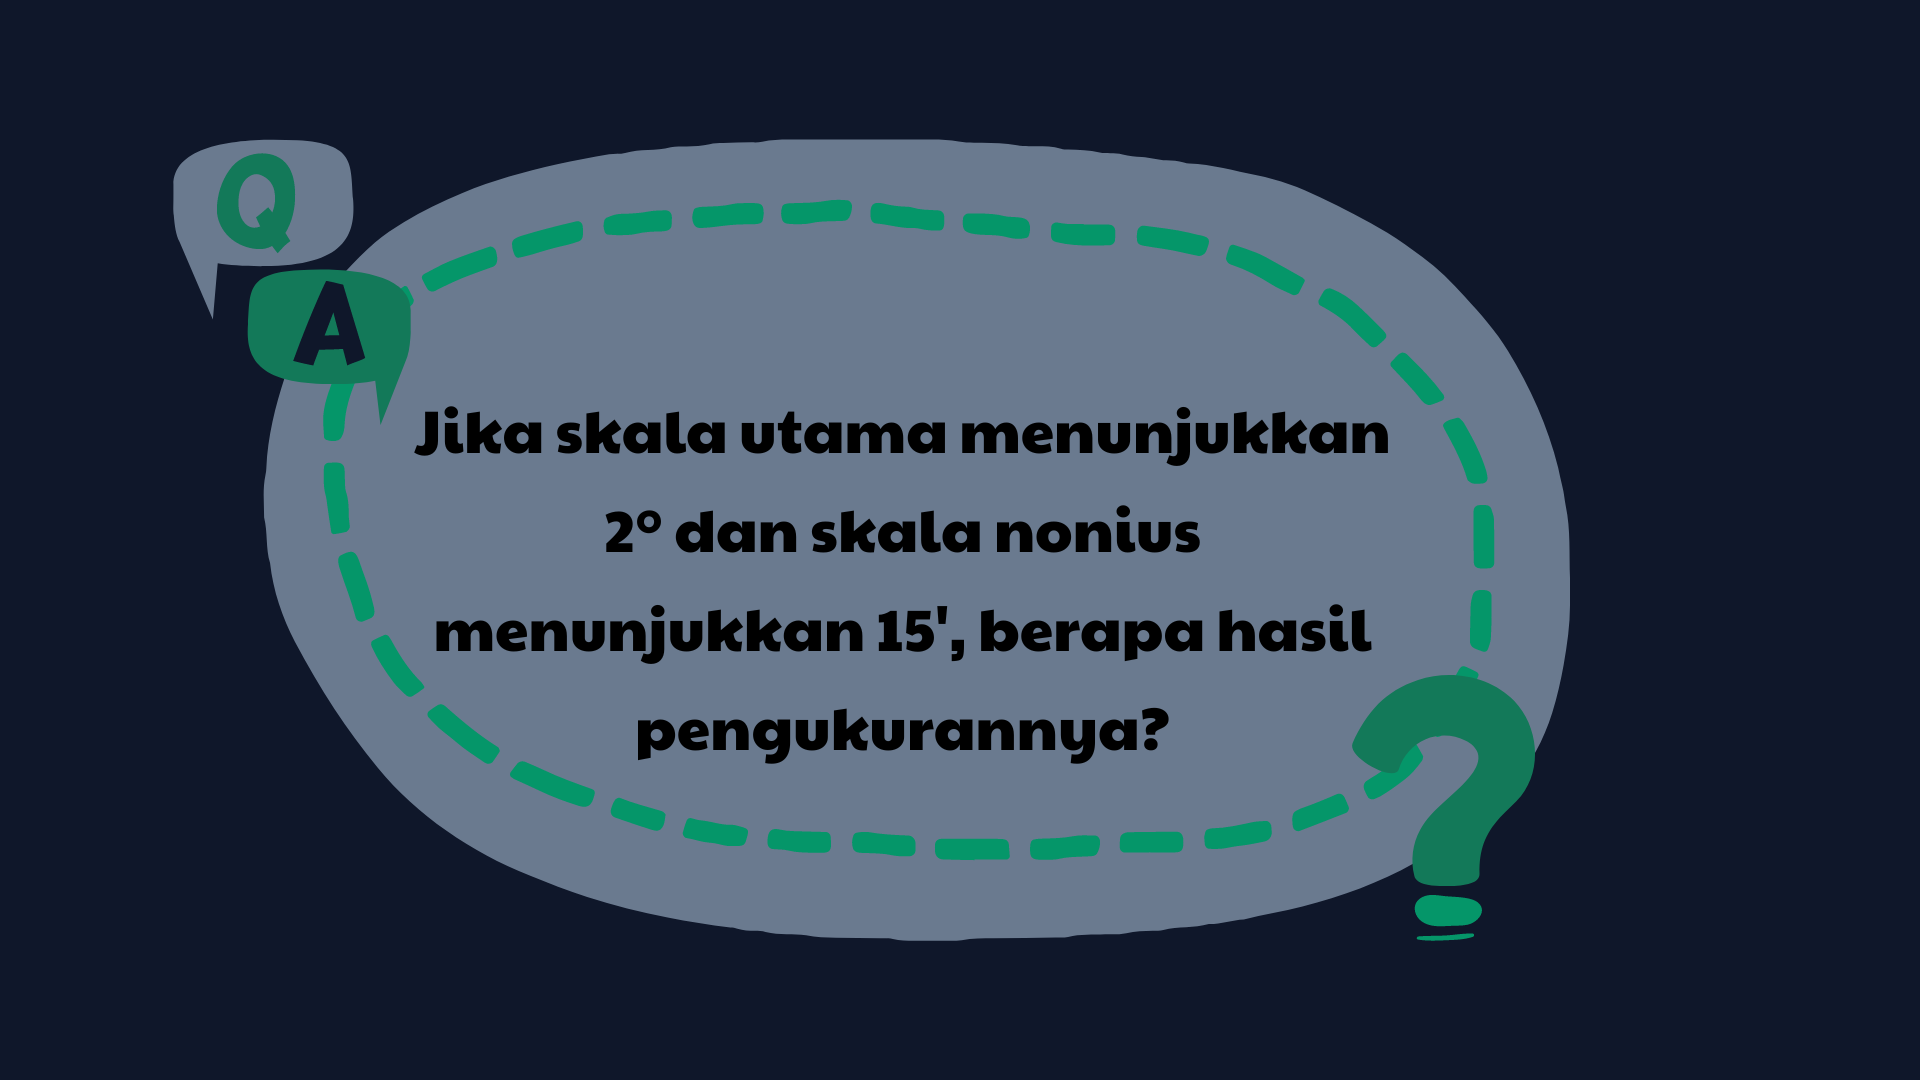 Q
A
Jika skala utama menunjukkan
2° dan skala nonius
menunjukkan 15', berapa hasil
pengukurannya?
?